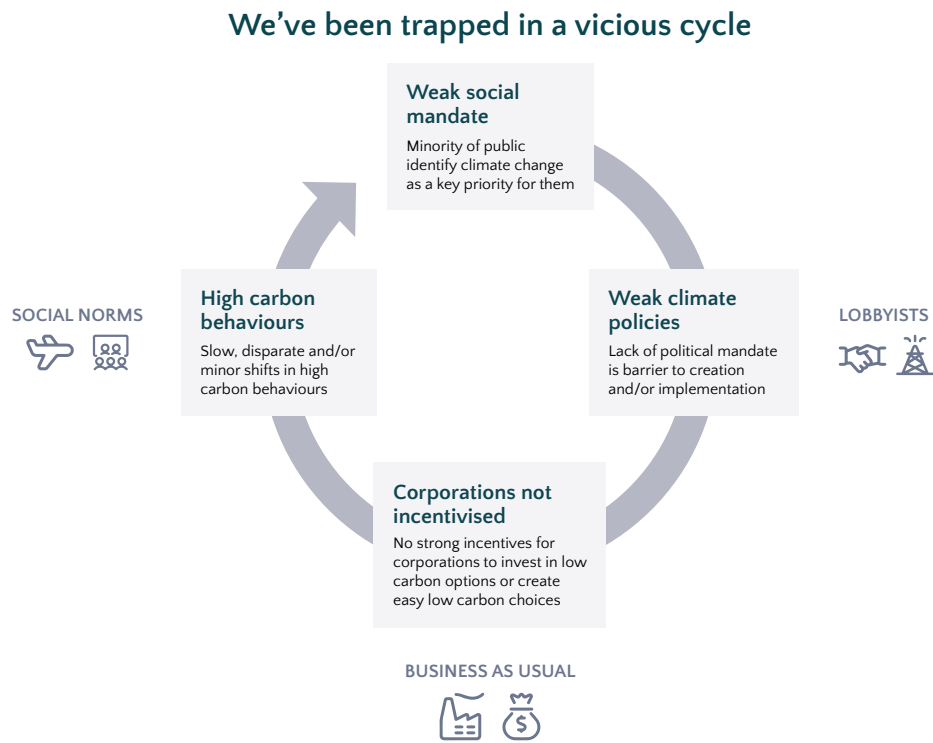 We've been trapped in a vicious cycle
Weak social
mandate
Minority of public
identify climate change
as a key priority for them
High carbon
behaviours
Slow, disparate and/or
minor shifts in high
carbon behaviours
SOCIAL NORMS
Weak climate
policies
Lack of political mandate
is barrier to creation
and/or implementation
LOBBYISTS
Corporations not
incentivised
No strong incentives for
corporations to invest in low
carbon options or create
easy low carbon choices
BUSINESS AS USUAL
$